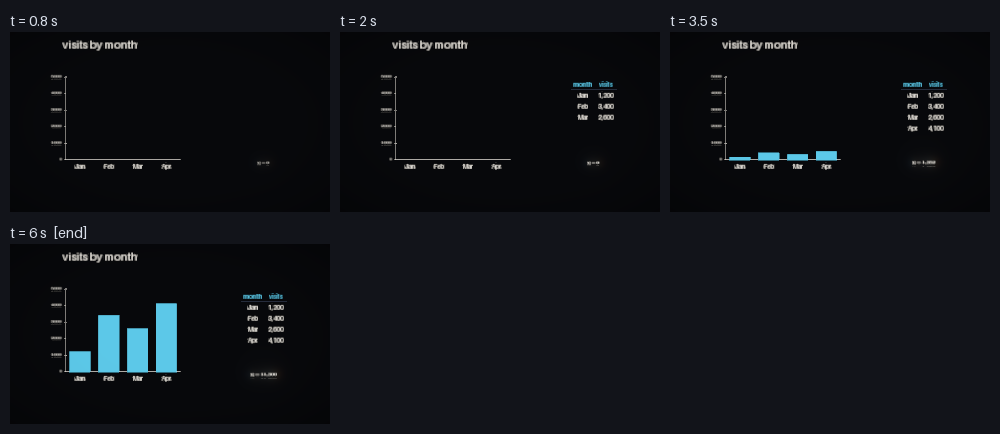 t = 0.8 s
visits by month
Jan Feb Mar Apr
t = 2 s
visits by month
month visits
Jan 1,200
Feb 3,400
Mar 2,600
Jan Feb Mar Apr
t = 3.5 s
visits by month
month visits
Jan 1,200
Feb 3,400
Mar 2,600
Apr 4,100
Jan Feb Mar Apr
t = 6 s [end]
visits by month
month visits
Jan 1,200
Feb 3,400
Mar 2,600
Apr 4,100
Jan Feb Mar Apr